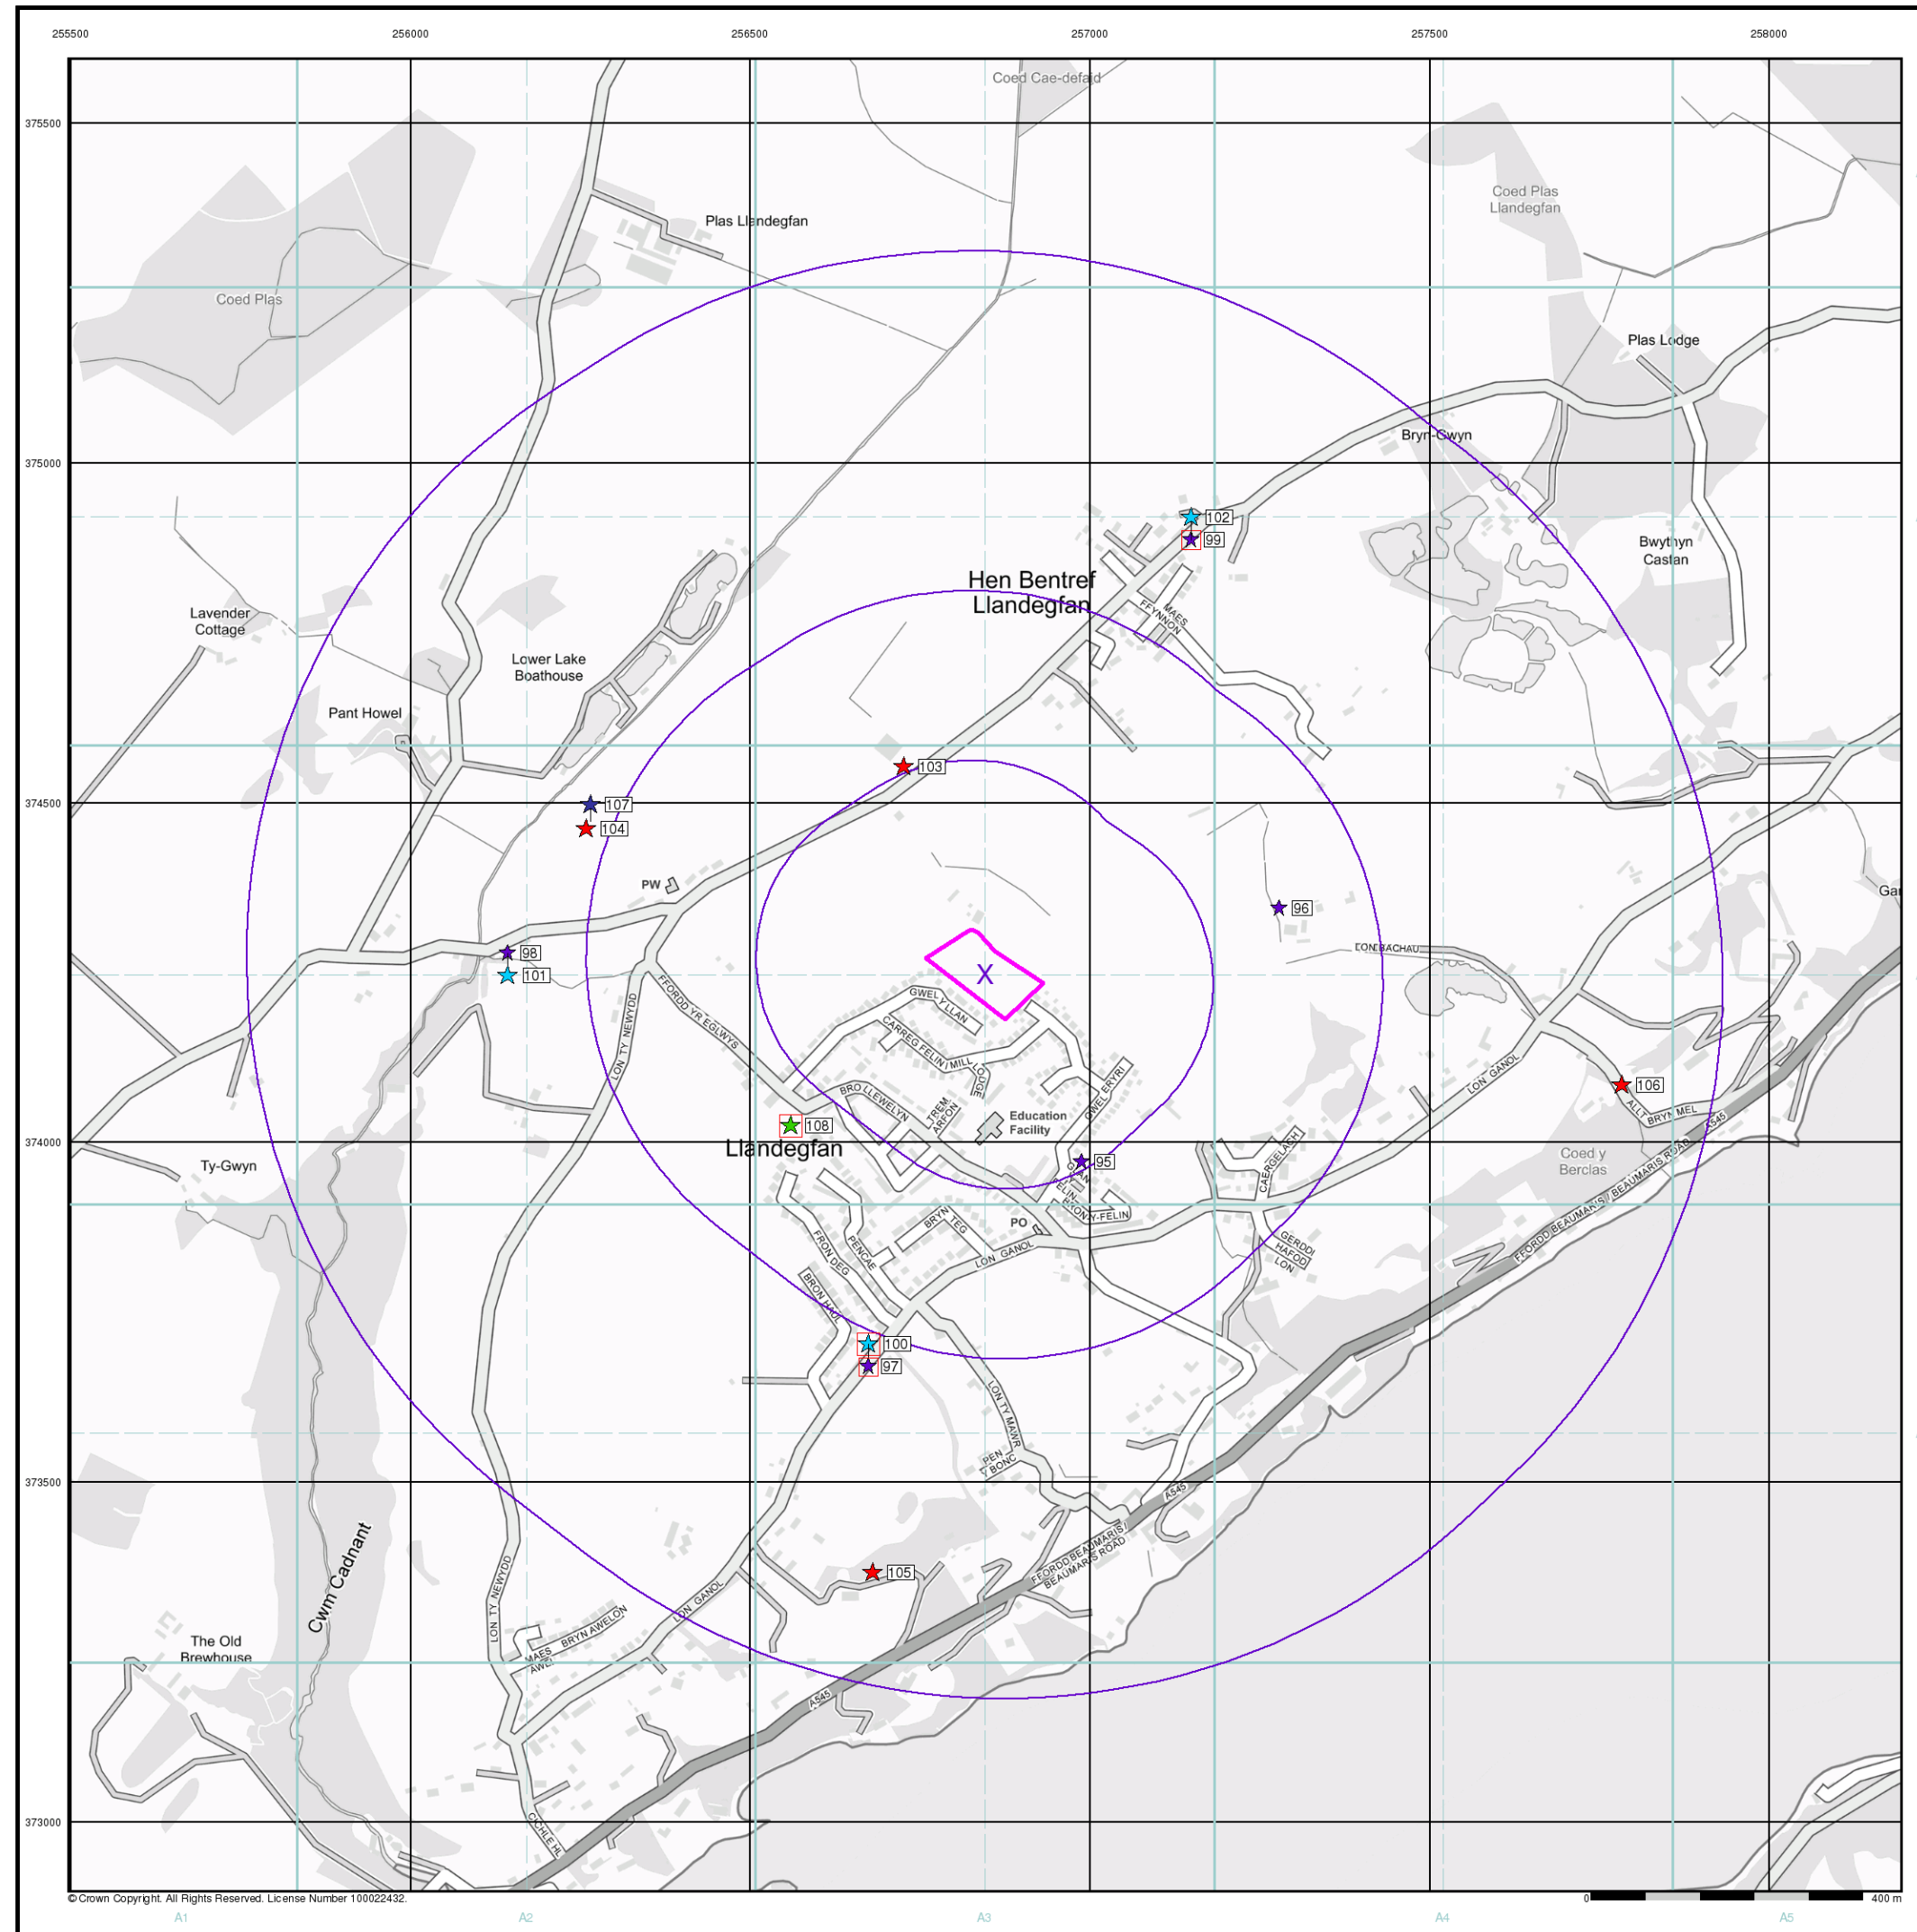 255500 256000 256500 257000 257500 258000
Coed Cae-defaid
375500
Coed Plas
Llandegfan
Plas Llandegfan
Coed Plas
Plas Lodge
Bryn-Gwyn
375000
102
99
Bwythyn
Castan
Hen Bentref
Llandegfan
MAES
FFYNNON
Lavender
Cottage
Lower Lake
Boathouse
Pant Howel
103
374500
107
104
PW
96
Gar
LON BACHAU
98
101
X
FFORDD YR EGLWYS
GWEL Y LLAN
LON TY NEWYDD
CARREG FELIN / MILL LODGE
GWEL ERYRI
LON GANOL
106
BRO LLEWELYN
TREM
ARFON
Education
Facility
ALLT
BRYN MEL
A545
108
374000
Llandegfan
95
CAERGELACH
Coed y
Berclas
Ty-Gwyn
FFORDD BEAUMARIS / BEAUMARIS ROAD
BRYN
TEG
PO
Y-FELIN
FRON DEG
PENCAE
LON GANOL
GERDDI
HAFOD
LON
BRON HAUL
100
97
LON TY MAWR
PEN
Y BONC
373500
A545
Cwm Cadnant
FFORDD BEAUMARIS /
BEAUMARIS ROAD
105
LON TY NEWYDD
LON GANOL
BRYN AWELON
MAES
The Old
Brewhouse
A545
373000
CICHLE HL
© Crown Copyright. All Rights Reserved. License Number 100022432.
0 400 m
A1 A2 A3 A4 A5